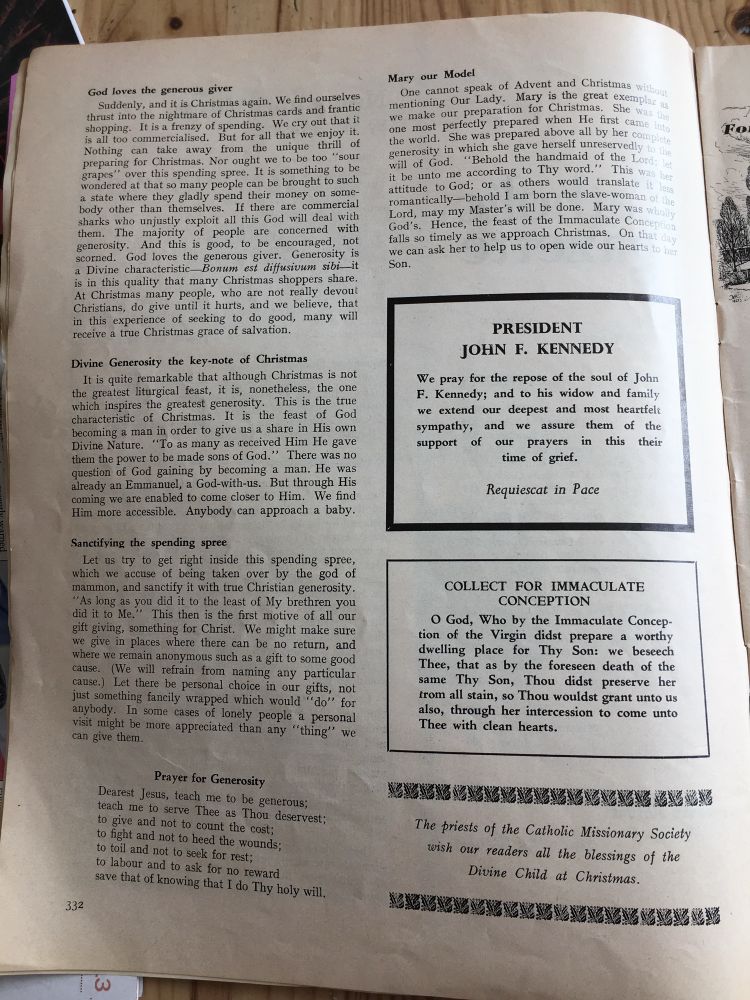 God loves the generous giver
Suddenly, and it is Christmas again. We find ourselves
thrust into the nightmare of Christmas cards and frantic
shopping. It is a frenzy of spending. We cry out that it
is all too commercialised. But for all that we enjoy it.
Nothing can take away from the unique thrill of
preparing for Christmas. Nor ought we to be too "sour
grapes" over this spending spree. It is something to be
wondered at that so many people can be brought to such
a state where they gladly spend their money on some-
body other than themselves. If there are commercial
sharks who unjustly exploit all this God will deal with
them. The majority of people are concerned with
generosity. And this is good, to be encouraged, not
scorned. God loves the generous giver. Generosity is
a Divine characteristic—Bonum est diffusivum sibi—it
is in this quality that many Christmas shoppers share.
At Christmas many people, who are not really devout
Christians, do give until it hurts, and we believe, that
in this experience of seeking to do good, many will
receive a true Christmas grace of salvation.
Divine Generosity the key-note of Christmas
It is quite remarkable that although Christmas is not
the greatest liturgical feast, it is, nonetheless, the one
which inspires the greatest generosity. This is the true
characteristic of Christmas. It is the feast of God
becoming a man in order to give us a share in His own
Divine Nature. "To as many as received Him He gave
them the power to be made sons of God." There was no
question of God gaining by becoming a man. He was
already an Emmanuel, a God-with-us. But through His
coming we are enabled to come closer to Him. We find
Him more accessible. Anybody can approach a baby.
Sanctifying the spending spree
Let us try to get right inside this spending spree,
which we accuse of being taken over by the god of
mammon, and sanctify it with true Christian generosity.
"As long as you did it to the least of My brethren you
did it to Me." This then is the first motive of all our
gift giving, something for Christ. We might make sure
we give in places where there can be no return, and
where we remain anonymous such as a gift to some good
cause. (We will refrain from naming any particular
cause.) Let there be personal choice in our gifts, not
just something fancily wrapped which would "do" for
anybody. In some cases of lonely people a personal
visit might be more appreciated than any "thing" we
can give them.
Prayer for Generosity
Dearest Jesus, teach me to be generous;
teach me to serve Thee as Thou deservest;
to give and not to count the cost;
to fight and not to heed the wounds;
to toil and not to seek for rest;
to labour and to ask for no reward
save that of knowing that I do Thy holy will.
332
Mary our Model
One cannot speak of Advent and Christmas without
mentioning Our Lady. Mary is the great exemplar as
we make our preparation for Christmas. She was the
one most perfectly prepared when He first came into
the world. She was prepared above all by her complete
generosity in which she gave herself unreservedly to the
will of God. "Behold the handmaid of the Lord; let
it be unto me according to Thy word." This was her
attitude to God; or as others would translate it less
romantically—behold I am born the slave-woman of the
Lord, may my Master's will be done. Mary was wholly
God's. Hence, the feast of the Immaculate Conception
falls so timely as we approach Christmas. On that day
we can ask her to help us to open wide our hearts to her
Son.
PRESIDENT
JOHN F. KENNEDY
We pray for the repose of the soul of John
F. Kennedy; and to his widow and family
we extend our deepest and most heartfelt
sympathy, and we assure them of the
support of our prayers in this their
time of grief.
Requiescat in Pace
COLLECT FOR IMMACULATE
CONCEPTION
O God, Who by the Immaculate Concep-
tion of the Virgin didst prepare a worthy
dwelling place for Thy Son: we beseech
Thee, that as by the foreseen death of the
same Thy Son, Thou didst preserve her
from all stain, so Thou wouldst grant unto us
also, through her intercession to come unto
Thee with clean hearts.
The priests of the Catholic Missionary Society
wish our readers all the blessings of the
Divine Child at Christmas.